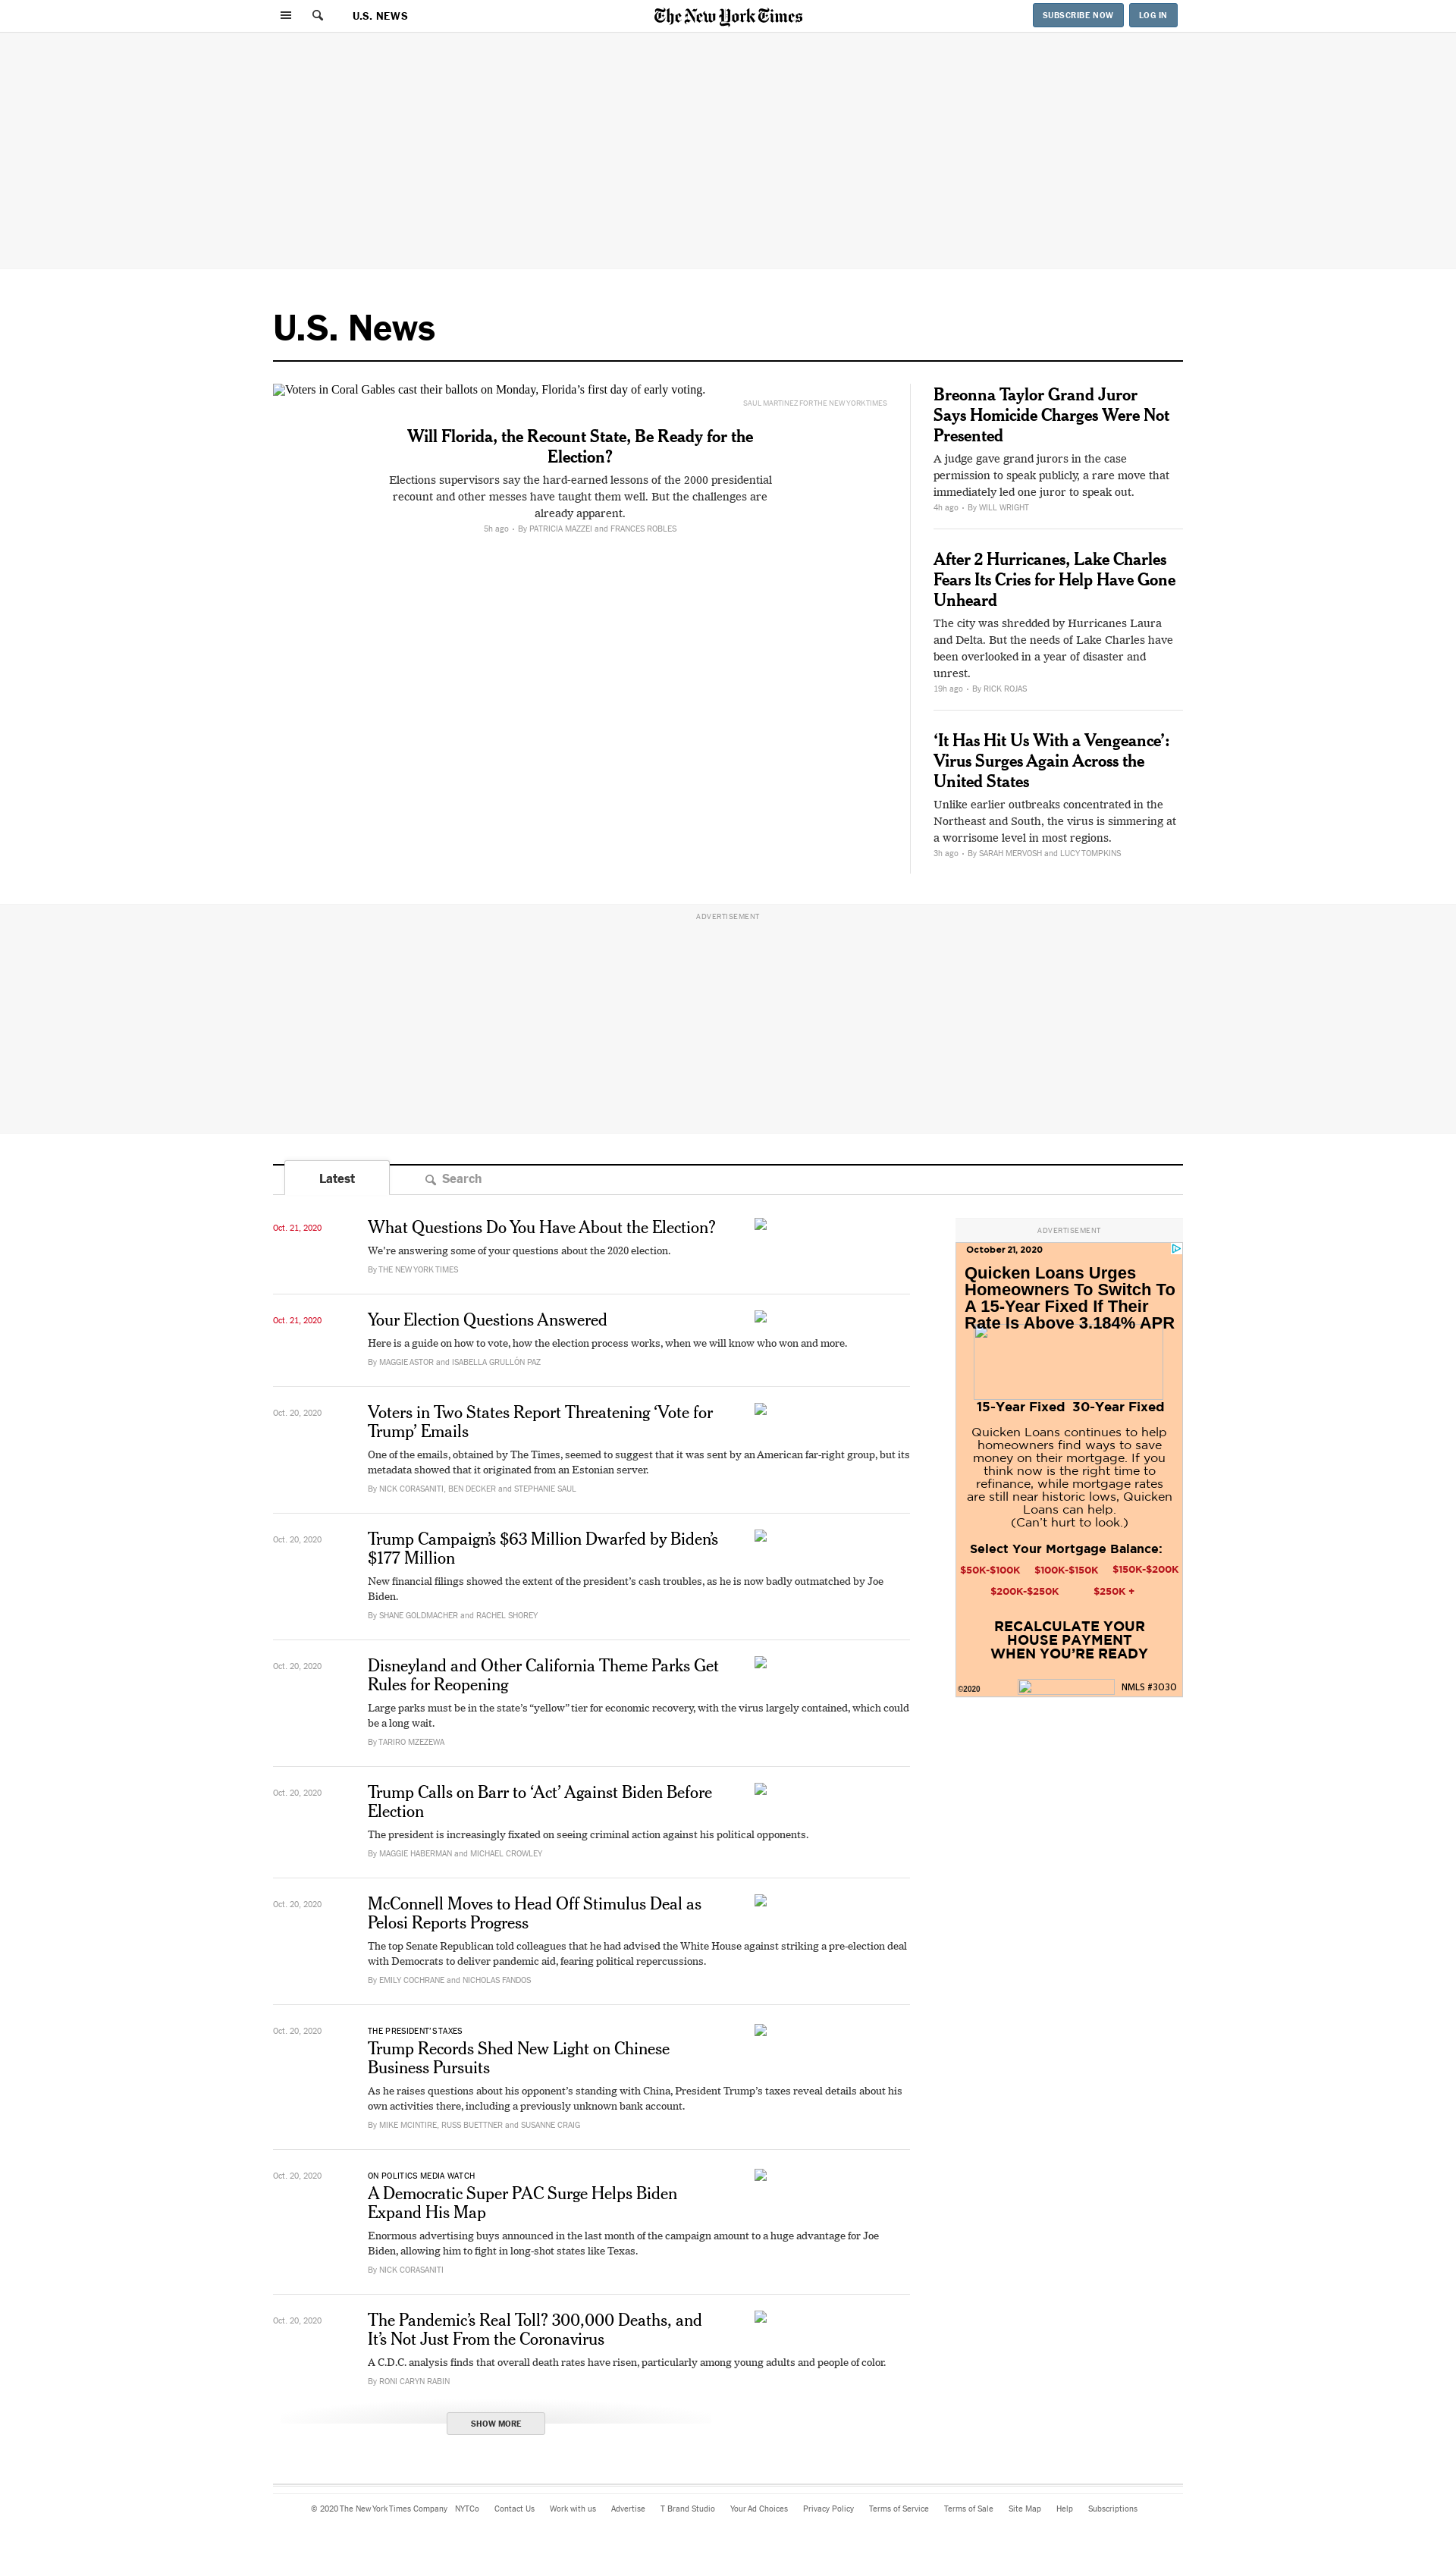 U.S. NEWS
The New York Times
SUBSCRIBE NOW
LOG IN
U.S. News
Voters in Coral Gables cast their ballots on Monday, Florida’s first day of early voting.
SAUL MARTINEZ FOR THE NEW YORK TIMES
Will Florida, the Recount State, Be Ready for the
Election?
Elections supervisors say the hard-earned lessons of the 2000 presidential
recount and other messes have taught them well. But the challenges are
already apparent.
5h ago • By PATRICIA MAZZEI and FRANCES ROBLES
Breonna Taylor Grand Juror
Says Homicide Charges Were Not
Presented
A judge gave grand jurors in the case
permission to speak publicly, a rare move that
immediately led one juror to speak out.
4h ago • By WILL WRIGHT
After 2 Hurricanes, Lake Charles
Fears Its Cries for Help Have Gone
Unheard
The city was shredded by Hurricanes Laura
and Delta. But the needs of Lake Charles have
been overlooked in a year of disaster and
unrest.
19h ago • By RICK ROJAS
‘It Has Hit Us With a Vengeance’:
Virus Surges Again Across the
United States
Unlike earlier outbreaks concentrated in the
Northeast and South, the virus is simmering at
a worrisome level in most regions.
3h ago • By SARAH MERVOSH and LUCY TOMPKINS
ADVERTISEMENT
Latest
Search
Oct. 21, 2020
What Questions Do You Have About the Election?
We’re answering some of your questions about the 2020 election.
By THE NEW YORK TIMES
Oct. 21, 2020
Your Election Questions Answered
Here is a guide on how to vote, how the election process works, when we will know who won and more.
By MAGGIE ASTOR and ISABELLA GRULLÓN PAZ
Oct. 20, 2020
Voters in Two States Report Threatening ‘Vote for
Trump’ Emails
One of the emails, obtained by The Times, seemed to suggest that it was sent by an American far-right group, but its
metadata showed that it originated from an Estonian server.
By NICK CORASANITI, BEN DECKER and STEPHANIE SAUL
Oct. 20, 2020
Trump Campaign’s $63 Million Dwarfed by Biden’s
$177 Million
New financial filings showed the extent of the president’s cash troubles, as he is now badly outmatched by Joe
Biden.
By SHANE GOLDMACHER and RACHEL SHOREY
Oct. 20, 2020
Disneyland and Other California Theme Parks Get
Rules for Reopening
Large parks must be in the state’s “yellow” tier for economic recovery, with the virus largely contained, which could
be a long wait.
By TARIRO MZEZEWA
Oct. 20, 2020
Trump Calls on Barr to ‘Act’ Against Biden Before
Election
The president is increasingly fixated on seeing criminal action against his political opponents.
By MAGGIE HABERMAN and MICHAEL CROWLEY
Oct. 20, 2020
McConnell Moves to Head Off Stimulus Deal as
Pelosi Reports Progress
The top Senate Republican told colleagues that he had advised the White House against striking a pre-election deal
with Democrats to deliver pandemic aid, fearing political repercussions.
By EMILY COCHRANE and NICHOLAS FANDOS
Oct. 20, 2020
THE PRESIDENT'S TAXES
Trump Records Shed New Light on Chinese
Business Pursuits
As he raises questions about his opponent’s standing with China, President Trump’s taxes reveal details about his
own activities there, including a previously unknown bank account.
By MIKE MCINTIRE, RUSS BUETTNER and SUSANNE CRAIG
Oct. 20, 2020
ON POLITICS MEDIA WATCH
A Democratic Super PAC Surge Helps Biden
Expand His Map
Enormous advertising buys announced in the last month of the campaign amount to a huge advantage for Joe
Biden, allowing him to fight in long-shot states like Texas.
By NICK CORASANITI
Oct. 20, 2020
The Pandemic’s Real Toll? 300,000 Deaths, and
It’s Not Just From the Coronavirus
A C.D.C. analysis finds that overall death rates have risen, particularly among young adults and people of color.
By RONI CARYN RABIN
SHOW MORE
ADVERTISEMENT
October 21, 2020
Quicken Loans Urges
Homeowners To Switch To
A 15-Year Fixed If Their
Rate Is Above 3.184% APR
15-Year Fixed 30-Year Fixed
Quicken Loans continues to help
homeowners find ways to save
money on their mortgage. If you
think now is the right time to
refinance, while mortgage rates
are still near historic lows, Quicken
Loans can help.
(Can’t hurt to look.)
Select Your Mortgage Balance:
$50K-$100K $100K-$150K $150K-$200K
$200K-$250K $250K +
RECALCULATE YOUR
HOUSE PAYMENT
WHEN YOU’RE READY
©2020
NMLS #3030
© 2020 The New York Times Company NYTCo Contact Us Work with us Advertise T Brand Studio Your Ad Choices Privacy Policy Terms of Service Terms of Sale Site Map Help Subscriptions